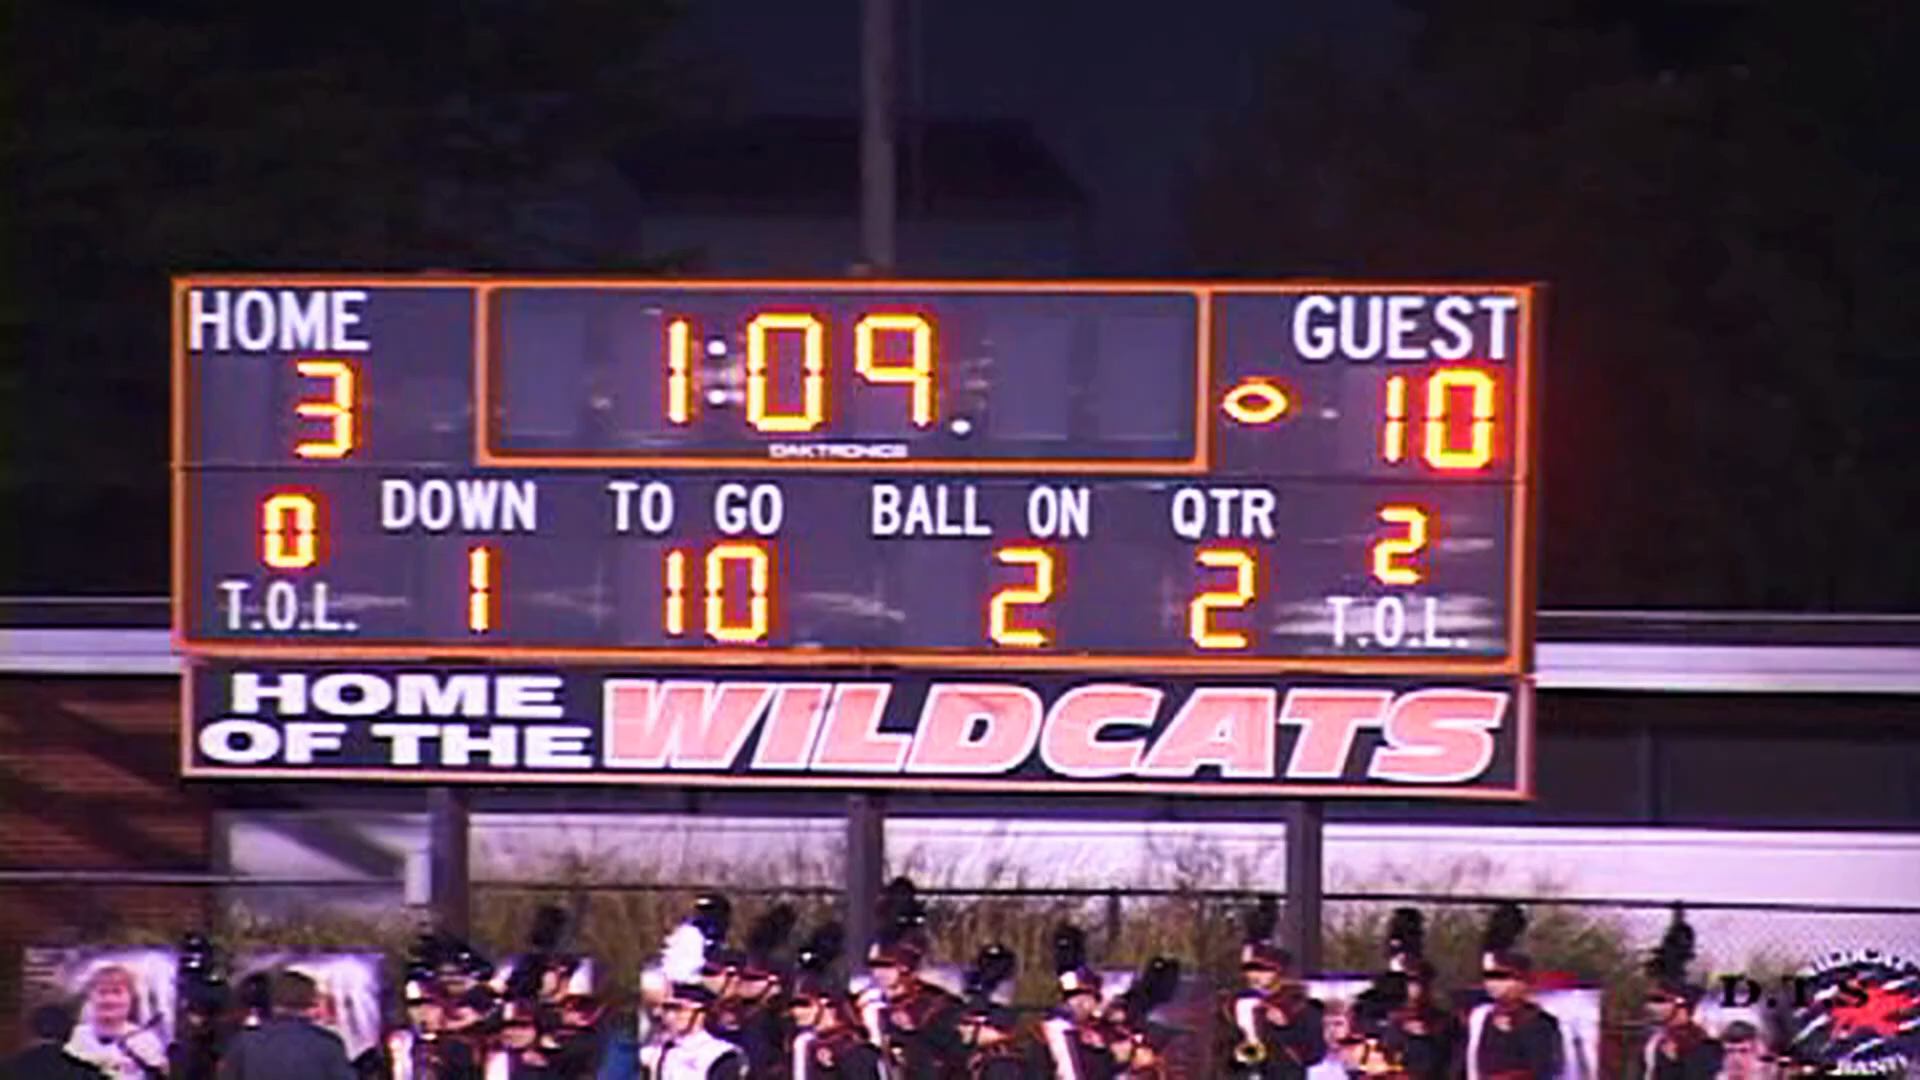 HOME 1:09 GUEST
3 10
DAKTRONICS
DOWN TO GO BALL ON QTR
0 1 10 2 2 2
T.O.L. T.O.L.
HOME OF THE WILDCATS